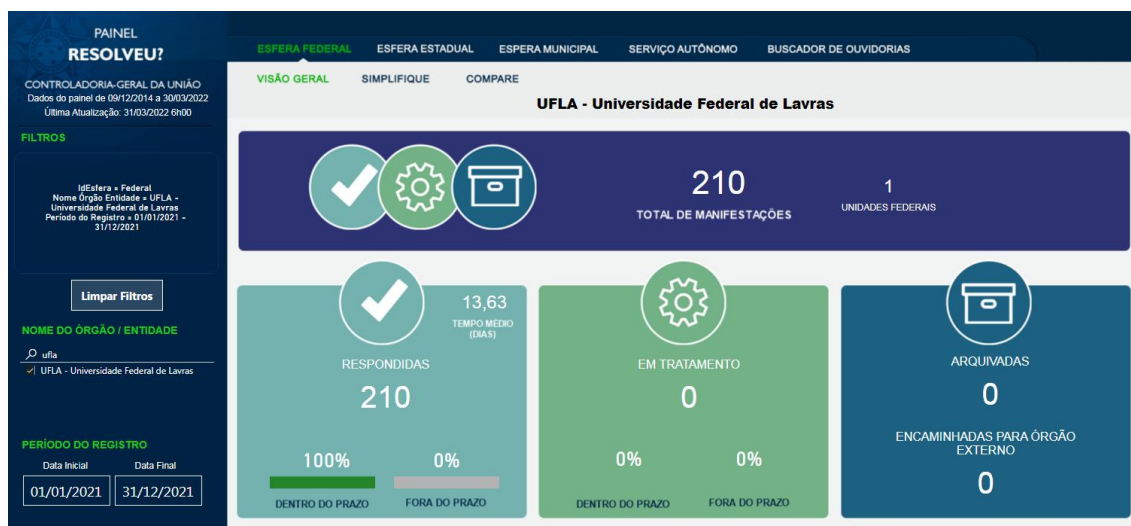 PAINEL
RESOLVEU?
CONTROLADORIA-GERAL DA UNIÃO
Dados do painel de 09/12/2014 a 30/03/2022
Última Atualização: 31/03/2022 6h00
FILTROS
IdEsfera = Federal
Nome Órgão Entidade = UFLA -
Universidade Federal de Lavras
Período do Registro = 01/01/2021 -
31/12/2021
Limpar Filtros
NOME DO ÓRGÃO / ENTIDADE
ufla
UFLA - Universidade Federal de Lavras
PERÍODO DO REGISTRO
Data Inicial Data Final
01/01/2021 31/12/2021
ESFERA FEDERAL ESFERA ESTADUAL ESPERA MUNICIPAL SERVIÇO AUTÔNOMO BUSCADOR DE OUVIDORIAS
VISÃO GERAL SIMPLIFIQUE COMPARE
UFLA - Universidade Federal de Lavras
210
TOTAL DE MANIFESTAÇÕES
1
UNIDADES FEDERAIS
13,63
TEMPO MÉDIO
(DIAS)
RESPONDIDAS
210
100% 0%
DENTRO DO PRAZO FORA DO PRAZO
EM TRATAMENTO
0
0% 0%
DENTRO DO PRAZO FORA DO PRAZO
ARQUIVADAS
0
ENCAMINHADAS PARA ÓRGÃO
EXTERNO
0